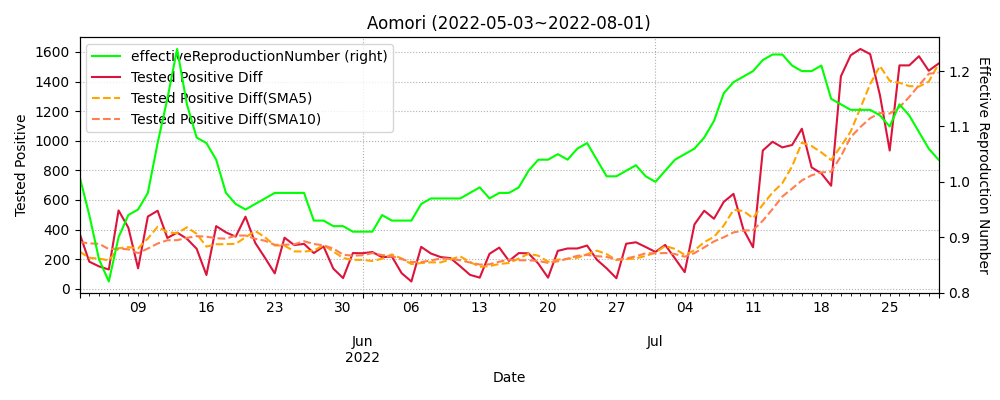 Aomori (2022-05-03~2022-08-01)
effectiveReproductionNumber (right)
Tested Positive Diff
Tested Positive Diff(SMA5)
Tested Positive Diff(SMA10)
Tested Positive
1600
1400
1200
1000
800
600
400
200
0
Effective Reproduction Number
1.2
1.1
1.0
0.9
0.8
09 16 23 30 06 13 20 27 04 11 18 25
Jun Jul
2022
Date